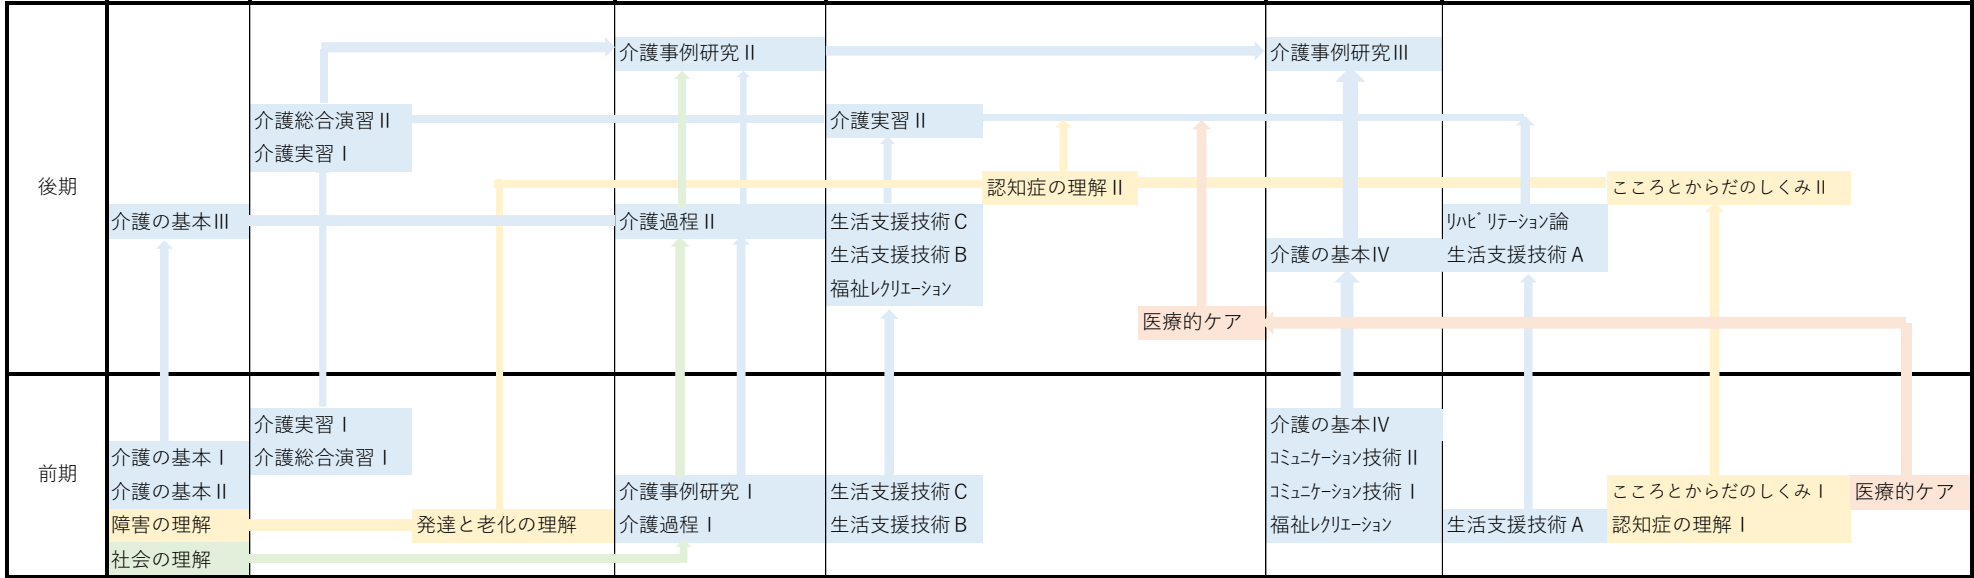 介護事例研究Ⅱ
介護事例研究Ⅲ
介護総合演習Ⅱ
介護実習Ⅱ
介護実習Ⅰ
後期
認知症の理解Ⅱ
こころとからだのしくみⅡ
介護の基本Ⅲ
介護過程Ⅱ
生活支援技術C
ﾘﾊﾋﾞﾘﾃｰｼｮﾝ論
生活支援技術B
介護の基本Ⅳ
生活支援技術A
福祉ﾚｸﾘｴｰｼｮﾝ
医療的ケア
介護実習Ⅰ
介護の基本Ⅳ
介護の基本Ⅰ
介護総合演習Ⅰ
ｺﾐｭﾆｹｰｼｮﾝ技術Ⅱ
前期
介護の基本Ⅱ
介護事例研究Ⅰ
生活支援技術C
ｺﾐｭﾆｹｰｼｮﾝ技術Ⅰ
こころとからだのしくみⅠ
医療的ケア
障害の理解
発達と老化の理解
介護過程Ⅰ
生活支援技術B
福祉ﾚｸﾘｴｰｼｮﾝ
生活支援技術A
認知症の理解Ⅰ
社会の理解